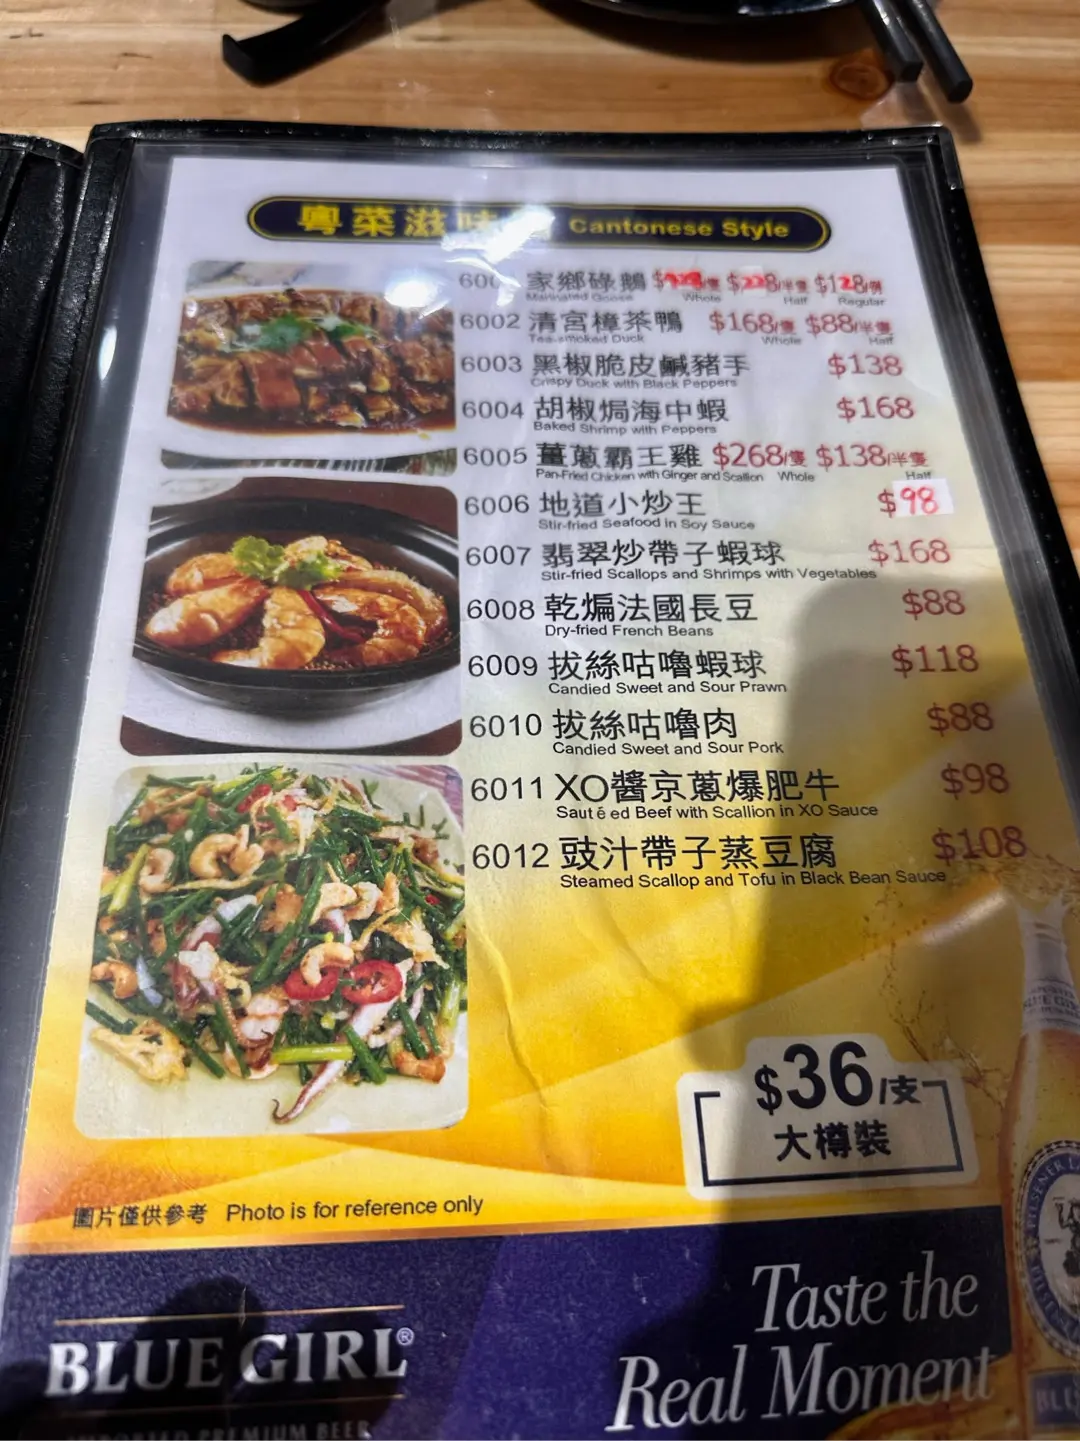 粵菜滋味 Cantonese Style
家鄉碌鵝 $228/半隻 $128/例
Marinated Goose Whole Half Regular
6002 清宮樟茶鴨 $168/隻 $88/半隻
Tea-smoked Duck Whole Half
6003 黑椒脆皮鹹豬手 $138
Crispy Duck with Black Peppers
6004 胡椒焗海中蝦 $168
Baked Shrimp with Peppers
6005 薑蔥霸王雞 $268/隻 $138/半隻
Pan-Fried Chicken with Ginger and Scallion Whole Half
6006 地道小炒王 $98
Stir-fried Seafood in Soy Sauce
6007 翡翠炒帶子蝦球 $168
Stir-fried Scallops and Shrimps with Vegetables
6008 乾煸法國長豆 $88
Dry-fried French Beans
6009 拔絲咕嚕蝦球 $118
Candied Sweet and Sour Prawn
6010 拔絲咕嚕肉 $88
Candied Sweet and Sour Pork
6011 XO醬京蔥爆肥牛 $98
Saut é ed Beef with Scallion in XO Sauce
6012 豉汁帶子蒸豆腐 $108
Steamed Scallop and Tofu in Black Bean Sauce
$36/支
大樽裝
圖片僅供參考 Photo is for reference only
BLUE GIRL®
IMPORTED PREMIUM BEER
Taste the
Real Moment